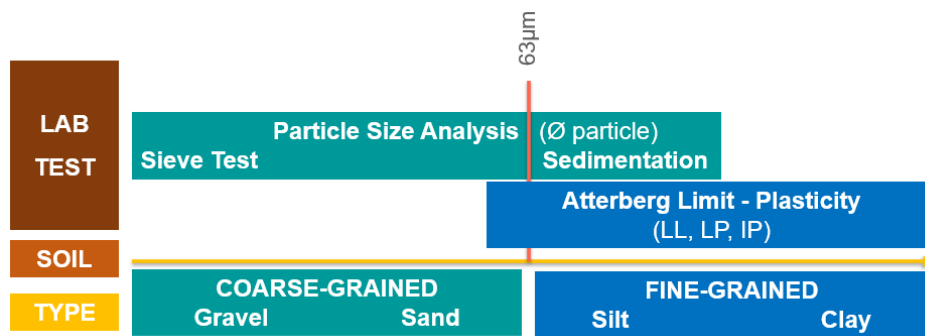 63µm
LAB
TEST
Particle Size Analysis (Ø particle)
Sieve Test Sedimentation
Atterberg Limit - Plasticity
(LL, LP, IP)
SOIL
TYPE
COARSE-GRAINED
Gravel Sand
FINE-GRAINED
Silt Clay